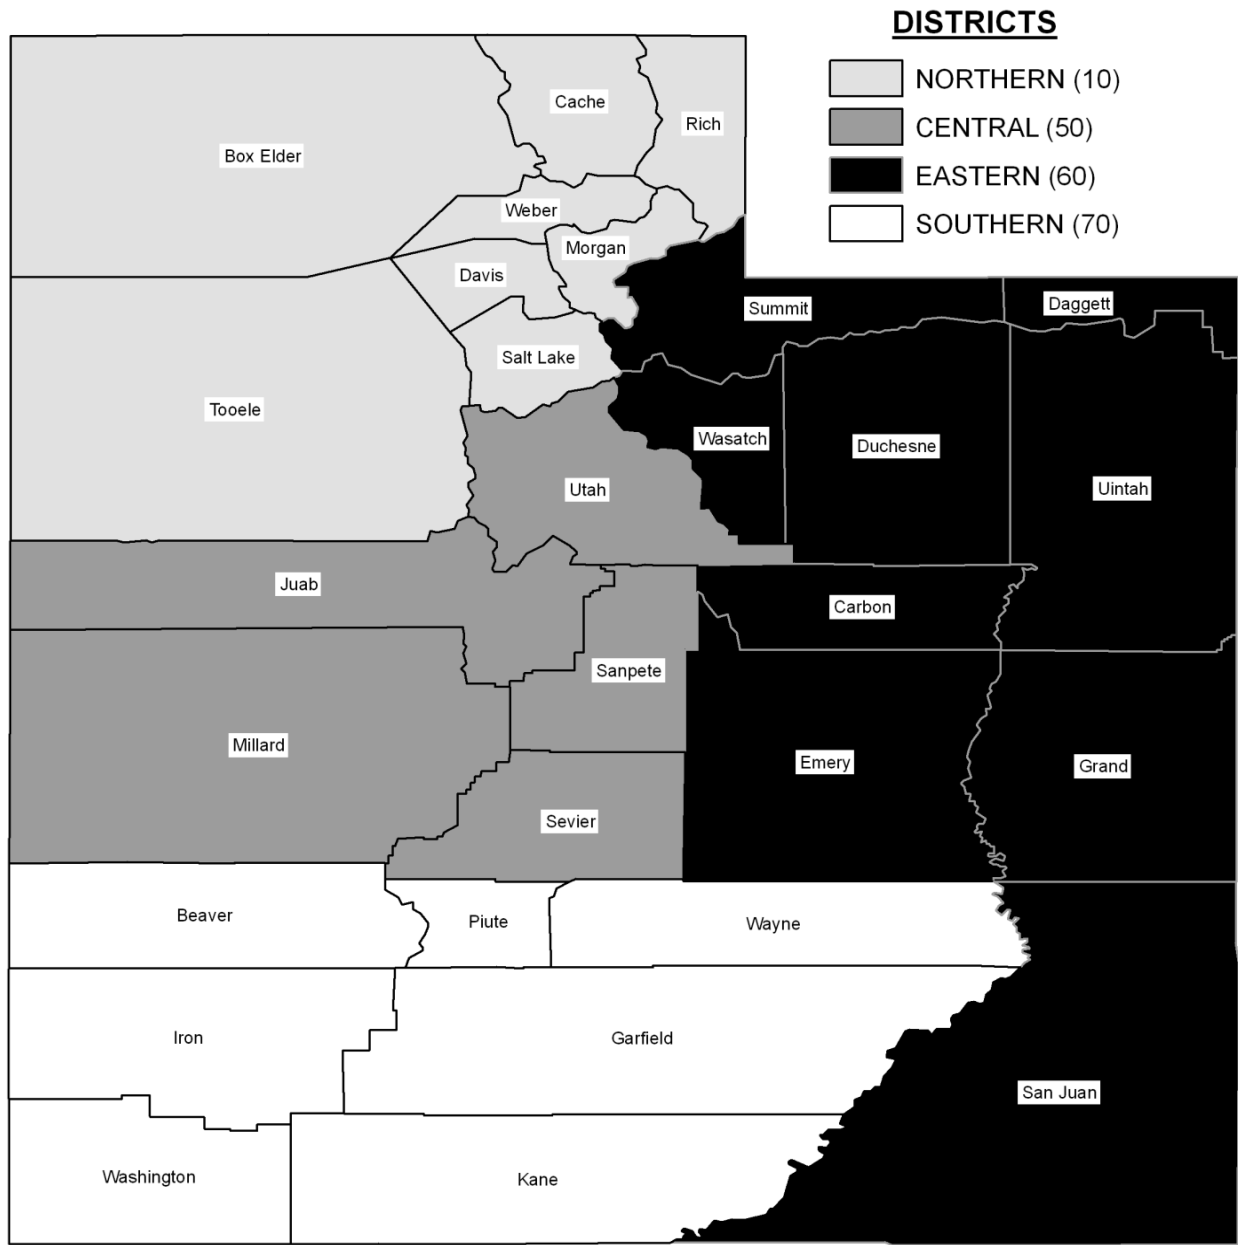 DISTRICTS
NORTHERN (10)
CENTRAL (50)
EASTERN (60)
SOUTHERN (70)
Cache
Rich
Box Elder
Weber
Morgan
Davis
Summit
Daggett
Salt Lake
Tooele
Wasatch
Duchesne
Utah
Uintah
Juab
Carbon
Sanpete
Millard
Emery
Grand
Sevier
Beaver
Piute
Wayne
Iron
Garfield
San Juan
Washington
Kane